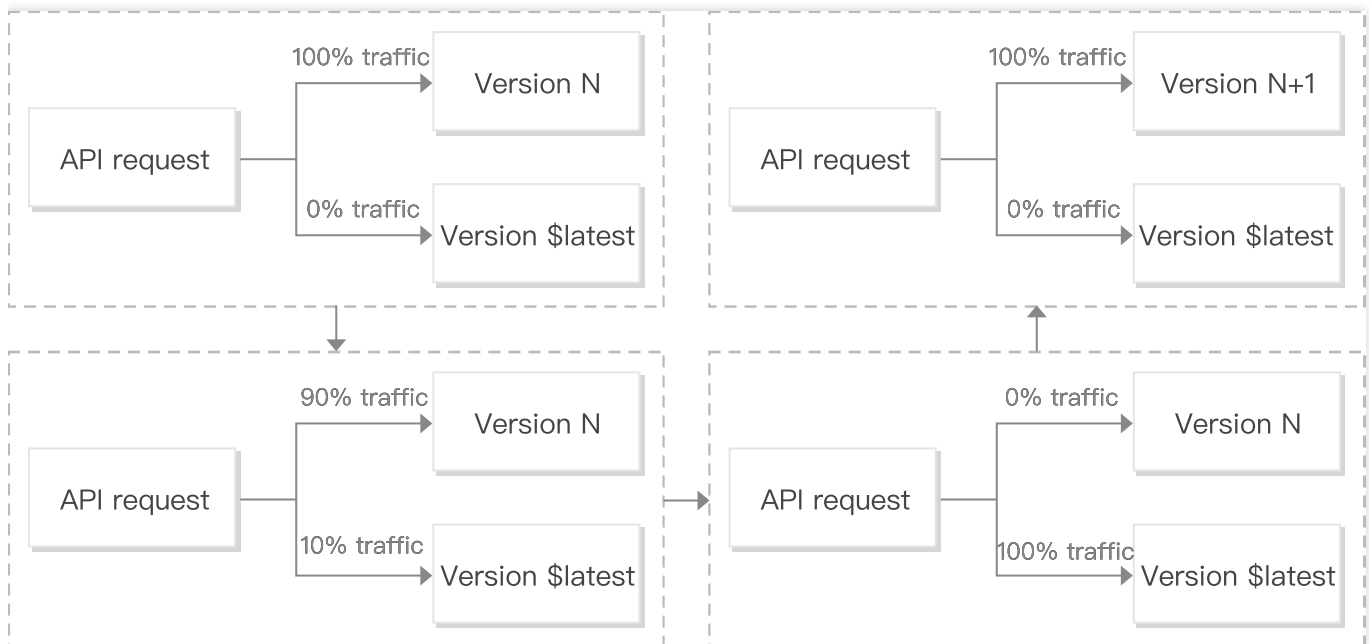 100% traffic
Version N
API request
0% traffic
Version $latest
100% traffic
Version N+1
API request
0% traffic
Version $latest
90% traffic
Version N
API request
10% traffic
Version $latest
0% traffic
Version N
API request
100% traffic
Version $latest